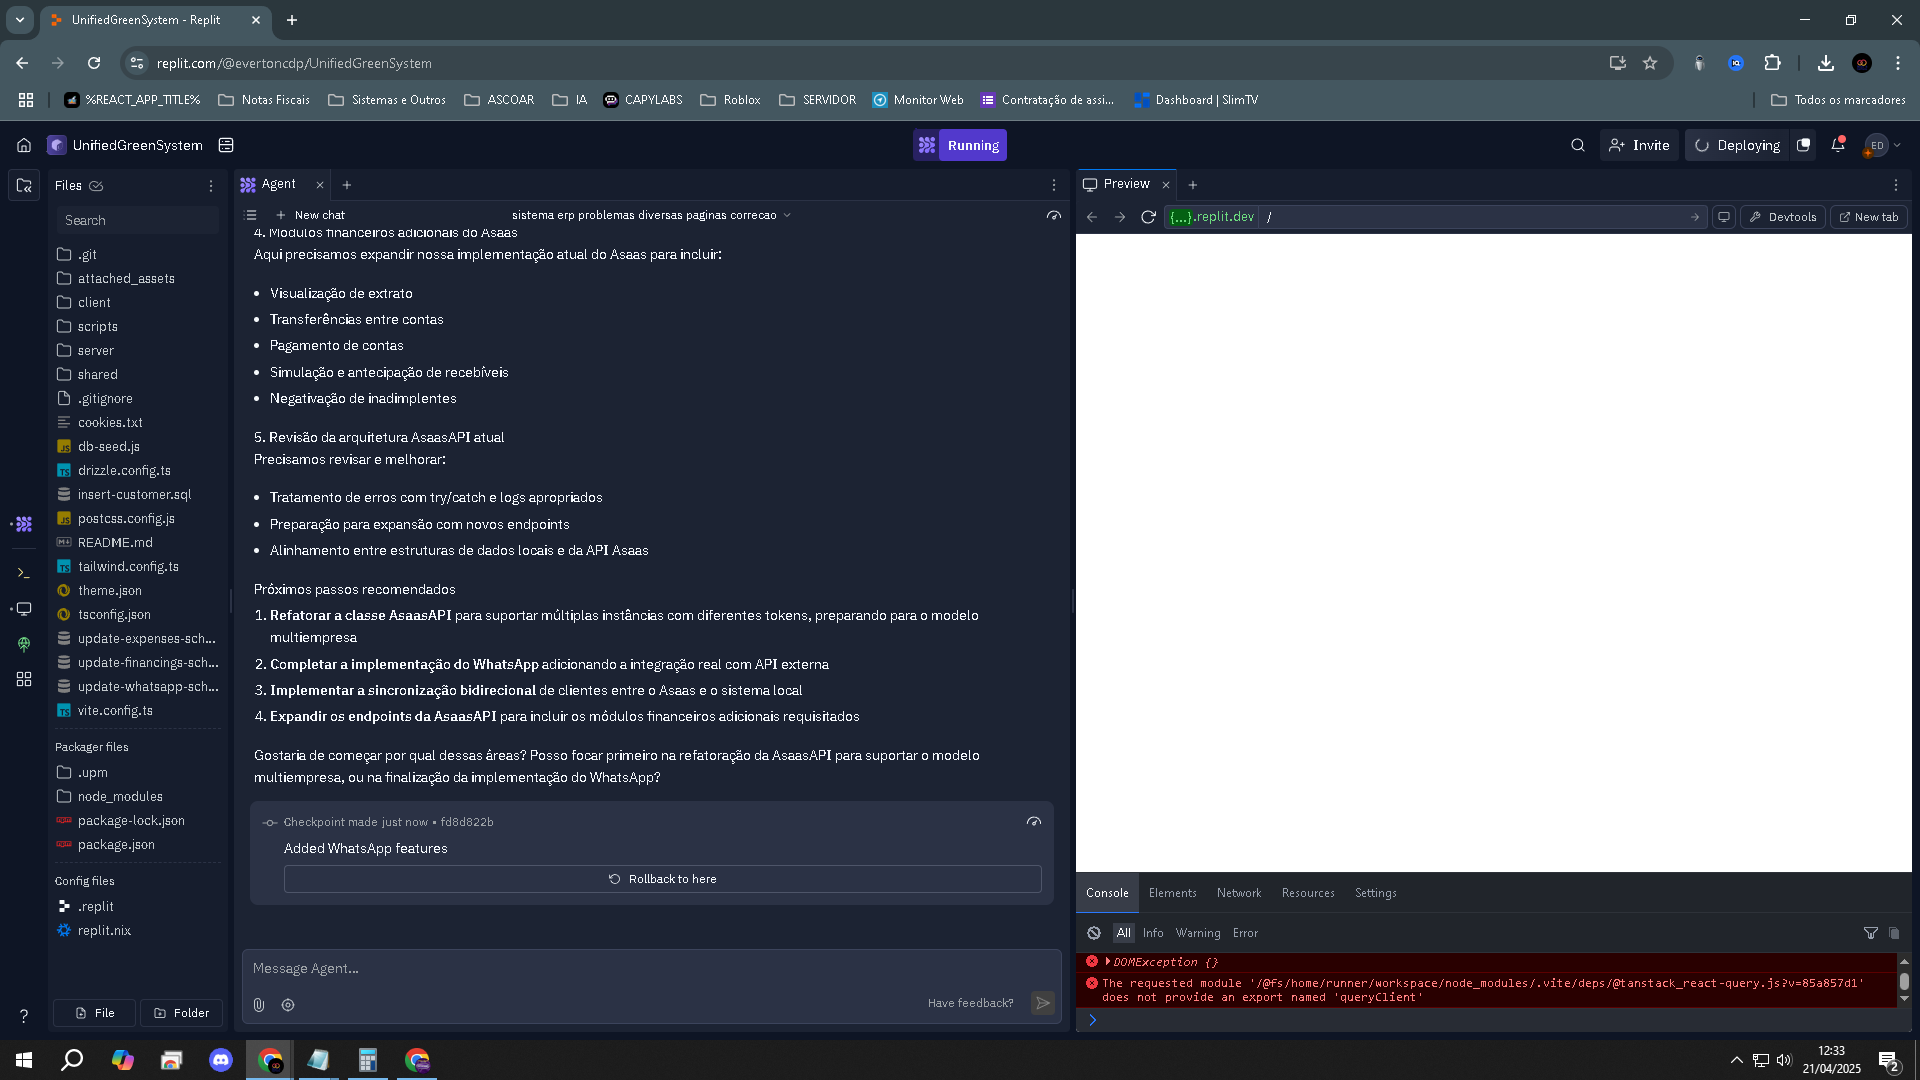 UnifiedGreenSystem - Replit
replit.com/@evertoncdp/UnifiedGreenSystem
%REACT_APP_TITLE%
Notas Fiscais
Sistemas e Outros
ASCOAR
IA
CAPYLABS
Roblox
SERVIDOR
Monitor Web
Contratação de assi...
Dashboard | SlimTV
Todos os marcadores
UnifiedGreenSystem
Running
Invite
Deploying
ED
Files
Search
.git
attached_assets
client
scripts
server
shared
.gitignore
cookies.txt
db-seed.js
drizzle.config.ts
insert-customer.sql
postcss.config.js
README.md
tailwind.config.ts
theme.json
tsconfig.json
update-expenses-sch...
update-financings-sch...
update-whatsapp-sch...
vite.config.ts
Packager files
.upm
node_modules
package-lock.json
package.json
Config files
.replit
replit.nix
File
Folder
Agent
New chat
sistema erp problemas diversas paginas correcao
4. Módulos financeiros adicionais do Asaas
Aqui precisamos expandir nossa implementação atual do Asaas para incluir:
• Visualização de extrato
• Transferências entre contas
• Pagamento de contas
• Simulação e antecipação de recebíveis
• Negativação de inadimplentes
5. Revisão da arquitetura AsaasAPI atual
Precisamos revisar e melhorar:
• Tratamento de erros com try/catch e logs apropriados
• Preparação para expansão com novos endpoints
• Alinhamento entre estruturas de dados locais e da API Asaas
Próximos passos recomendados
1. Refatorar a classe AsaasAPI para suportar múltiplas instâncias com diferentes tokens, preparando para o modelo
multiempresa
2. Completar a implementação do WhatsApp adicionando a integração real com API externa
3. Implementar a sincronização bidirecional de clientes entre o Asaas e o sistema local
4. Expandir os endpoints da AsaasAPI para incluir os módulos financeiros adicionais requisitados
Gostaria de começar por qual dessas áreas? Posso focar primeiro na refatoração da AsaasAPI para suportar o modelo
multiempresa, ou na finalização da implementação do WhatsApp?
Checkpoint made just now • fd8d822b
Added WhatsApp features
Rollback to here
Message Agent...
Have feedback?
Preview
{...}.replit.dev /
Devtools
New tab
Console
Elements
Network
Resources
Settings
All
Info
Warning
Error
DOMException {}
The requested module '/@fs/home/runner/workspace/node_modules/.vite/deps/@tanstack_react-query.js?v=85a857d1'
does not provide an export named 'queryClient'
12:33
21/04/2025
2